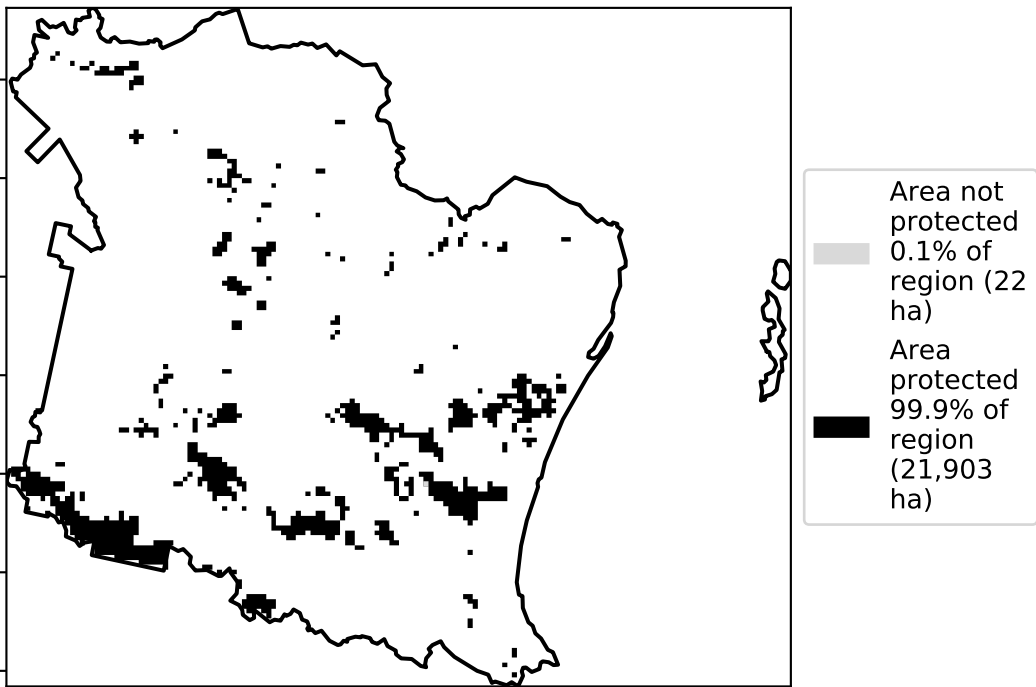 Area not
protected
0.1% of
region (22
ha)
Area
protected
99.9% of
region
(21,903
ha)